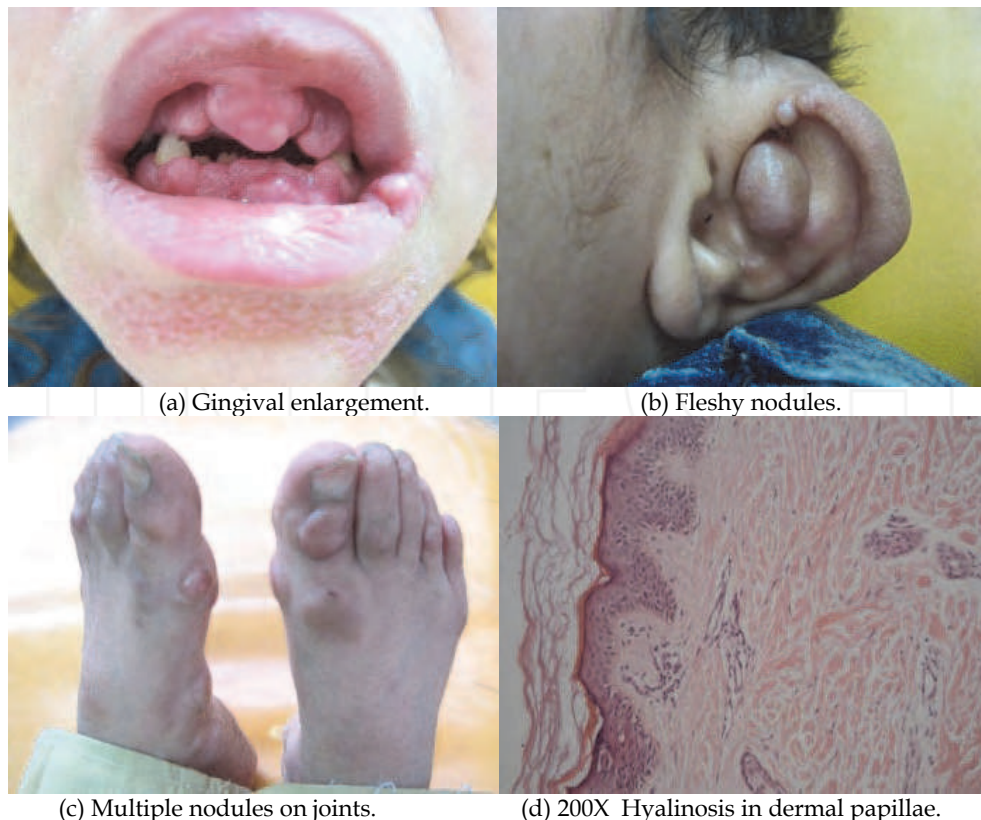 (a) Gingival enlargement.
(b) Fleshy nodules.
(c) Multiple nodules on joints.
(d) 200X Hyalinosis in dermal papillae.